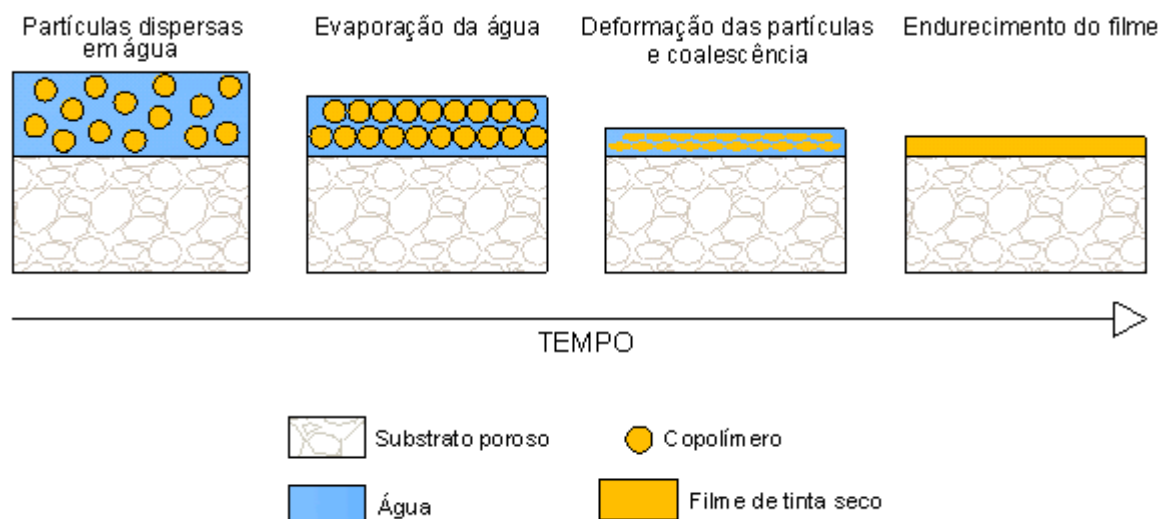 Partículas dispersas
em água
Evaporação da água
Deformação das partículas
e coalescência
Endurecimento do filme
TEMPO
Substrato poroso
Copolímero
Água
Filme de tinta seco